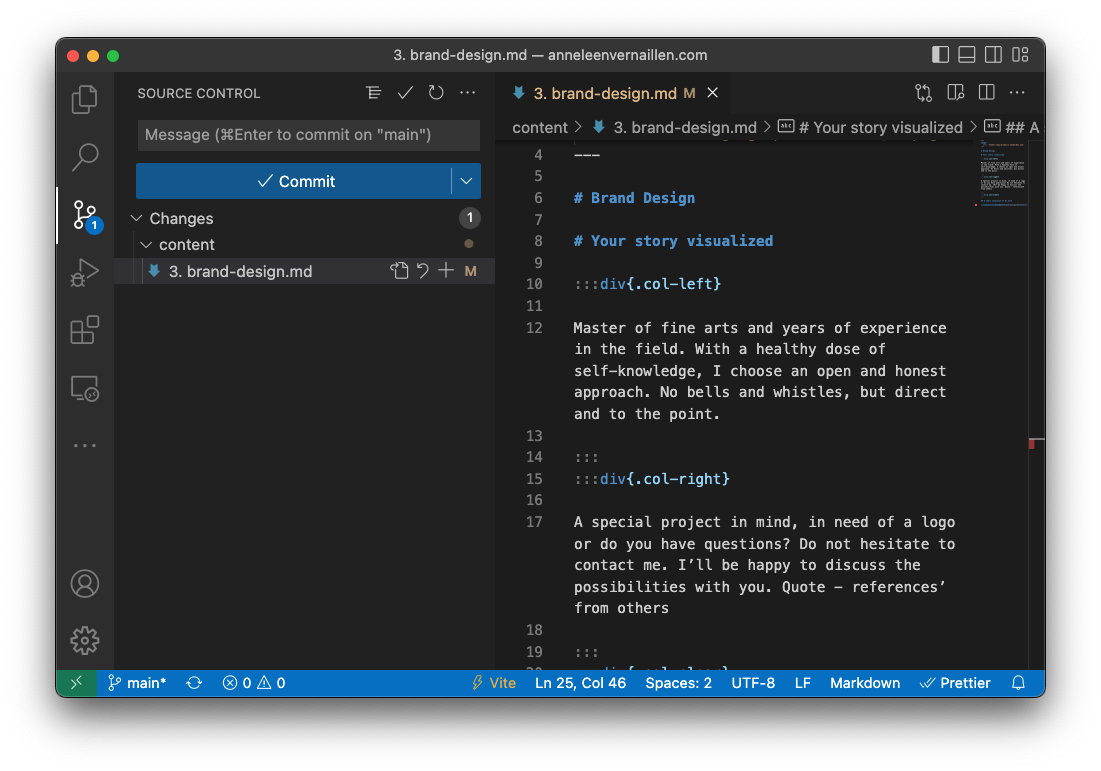 3. brand-design.md — anneleenvernaillen.com
SOURCE CONTROL
Message (⌘Enter to commit on "main")
Commit
Changes 1
content
3. brand-design.md M
1
3. brand-design.md M
content > 3. brand-design.md > abc # Your story visualized > abc ## A
4 ---
5
6 # Brand Design
7
8 # Your story visualized
9
10 :::div{.col-left}
11
12 Master of fine arts and years of experience
in the field. With a healthy dose of
self-knowledge, I choose an open and honest
approach. No bells and whistles, but direct
and to the point.
13
14 :::
15 :::div{.col-right}
16
17 A special project in mind, in need of a logo
or do you have questions? Do not hesitate to
contact me. I’ll be happy to discuss the
possibilities with you. Quote – references’
from others
18
19 :::
main* 0 0 Vite Ln 25, Col 46 Spaces: 2 UTF-8 LF Markdown Prettier